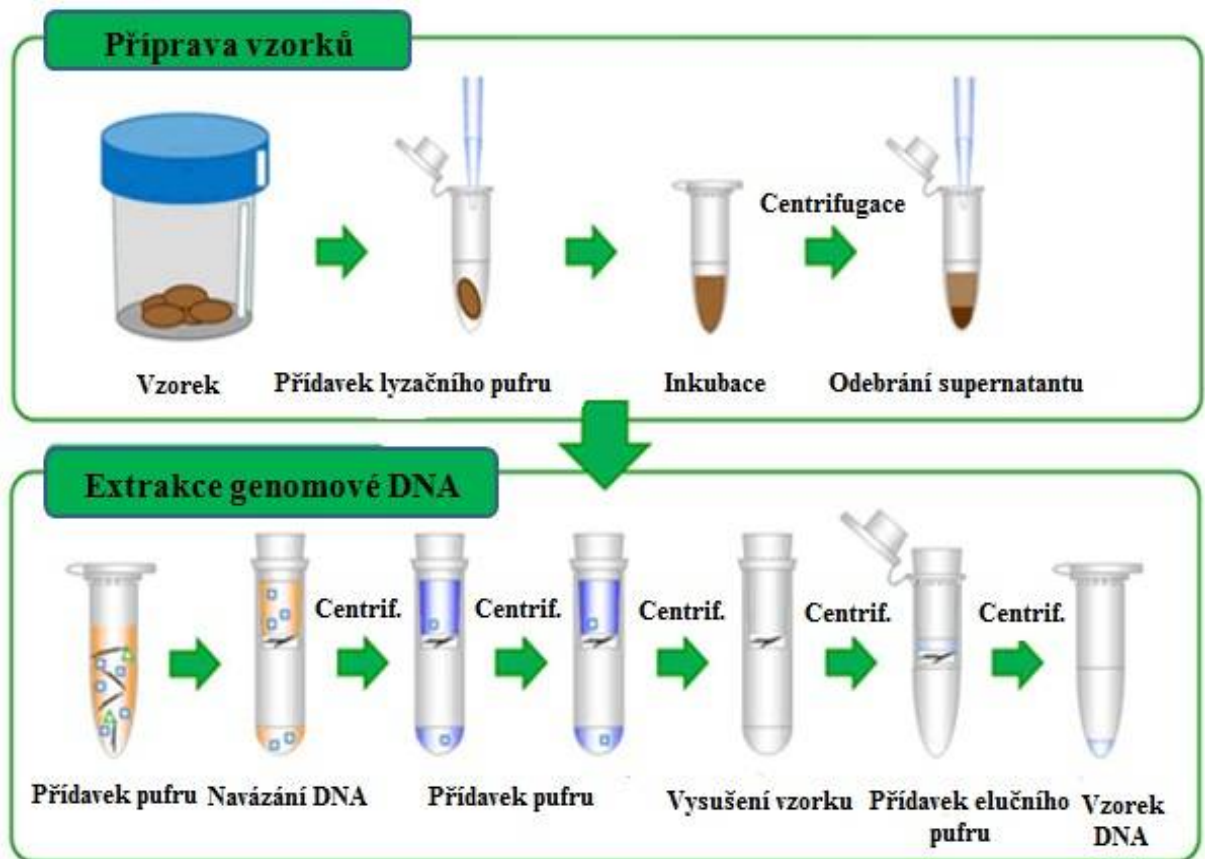 Příprava vzorků
Centrifugace
Vzorek
Přídavek lyzačního pufru
Inkubace
Odebrání supernatantu
Extrakce genomové DNA
Centrif.
Centrif.
Centrif.
Centrif.
Centrif.
Přídavek pufru
Navázání DNA
Přídavek pufru
Vysušení vzorku
Přídavek elučního
pufru
Vzorek
DNA